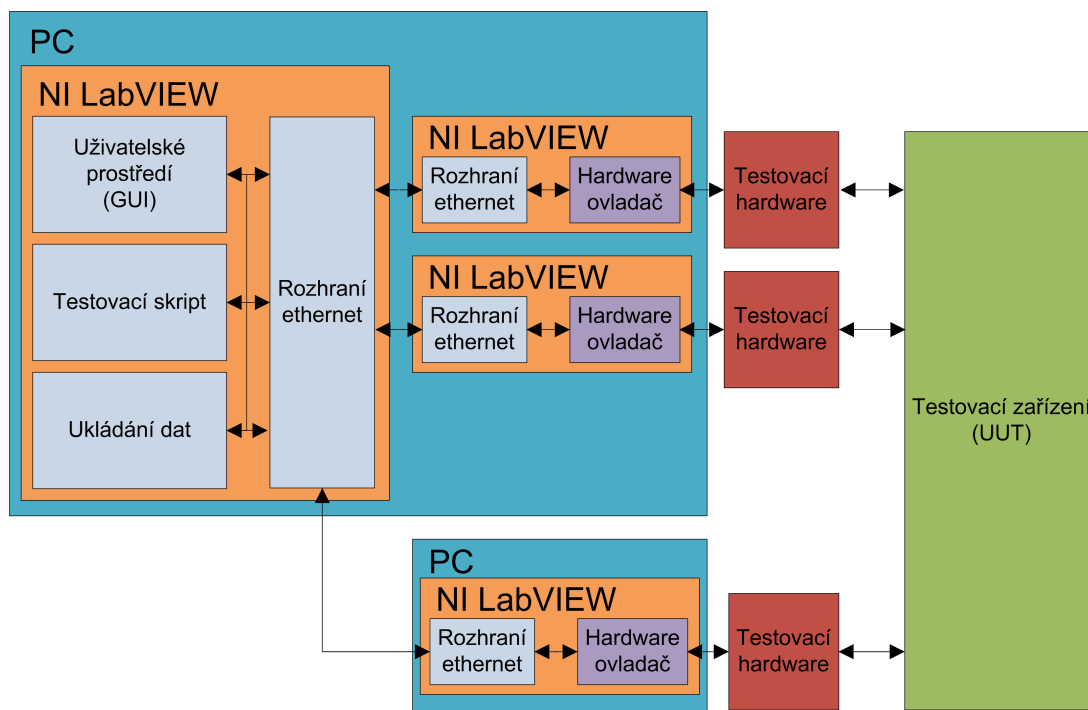 PC
NI LabVIEW
Uživatelské
prostředí
(GUI)
Testovací skript
Ukládání dat
Rozhraní
ethernet
NI LabVIEW
Rozhraní
ethernet
Hardware
ovladač
Testovací
hardware
NI LabVIEW
Rozhraní
ethernet
Hardware
ovladač
Testovací
hardware
Testovací zařízení
(UUT)
PC
NI LabVIEW
Rozhraní
ethernet
Hardware
ovladač
Testovací
hardware